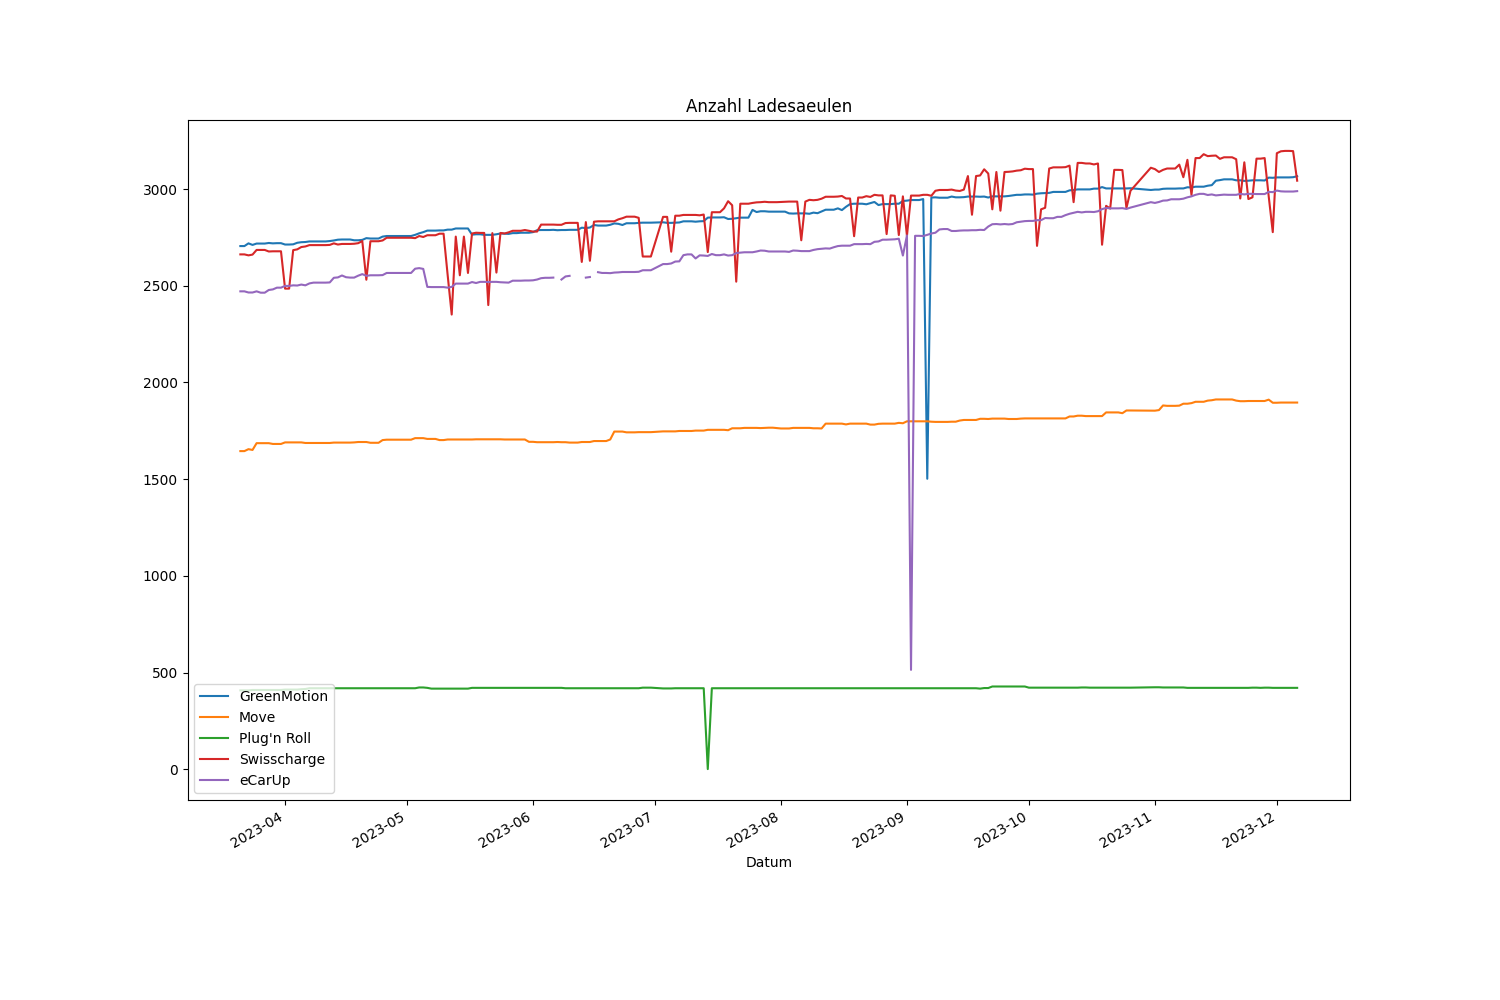 Anzahl Ladesaeulen
3000
2500
2000
1500
1000
500
0
GreenMotion
Move
Plug'n Roll
Swisscharge
eCarUp
2023-04
2023-05
2023-06
2023-07
2023-08
2023-09
2023-10
2023-11
2023-12
Datum